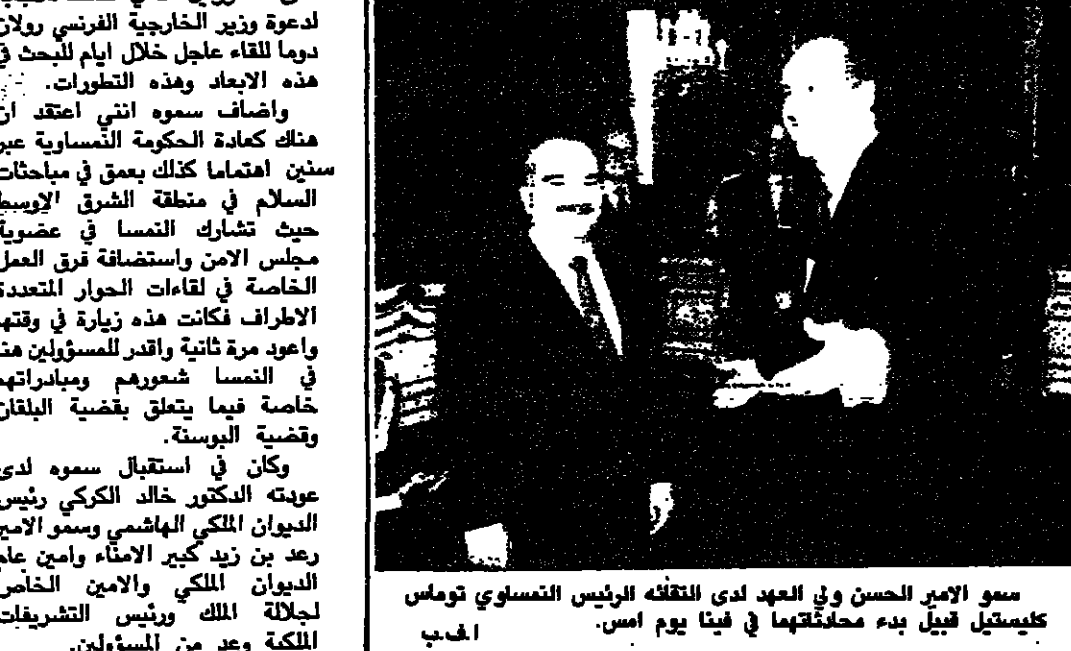 لدعوة وزير الخارجية الفرنسي رولان
دوما للقاء عاجل خلال ايام للبحث في
هذه الابعاد وهذه التطورات.
واضاف سموه انني اعتقد ان
هناك كعادة الحكومة النمساوية عبر
سنين اهتماما كذلك بعمق في مباحثات
السلام في منطقة الشرق الاوسط
حيث تشارك النمسا في عضوية
مجلس الامن واستضافة فرق العمل
الخاصة في لقاءات الحوار المتعددة
الاطراف فكانت هذه زيارة في وقتها
واعود مرة ثانية واقدر للمسؤولين هنا
في النمسا شعورهم ومبادراتهم
خاصة فيما يتعلق بقضية البلقان
وقضية البوسنة.
وكان في استقبال سموه لدى
عودته الدكتور خالد الكركي رئيس
الديوان الملكي الهاشمي وسمو الامير
رعد بن زيد كبير الامناء وامين عام
الديوان الملكي والامين الخاص
لجلالة الملك ورئيس التشريفات
الملكية وعدد من المسؤولين.
سمو الامير الحسن ولي العهد لدى التقائه الرئيس النمساوي توماس
كليستيل قبيل بدء محادثاتهما في فينا يوم امس.
ا.ف.ب